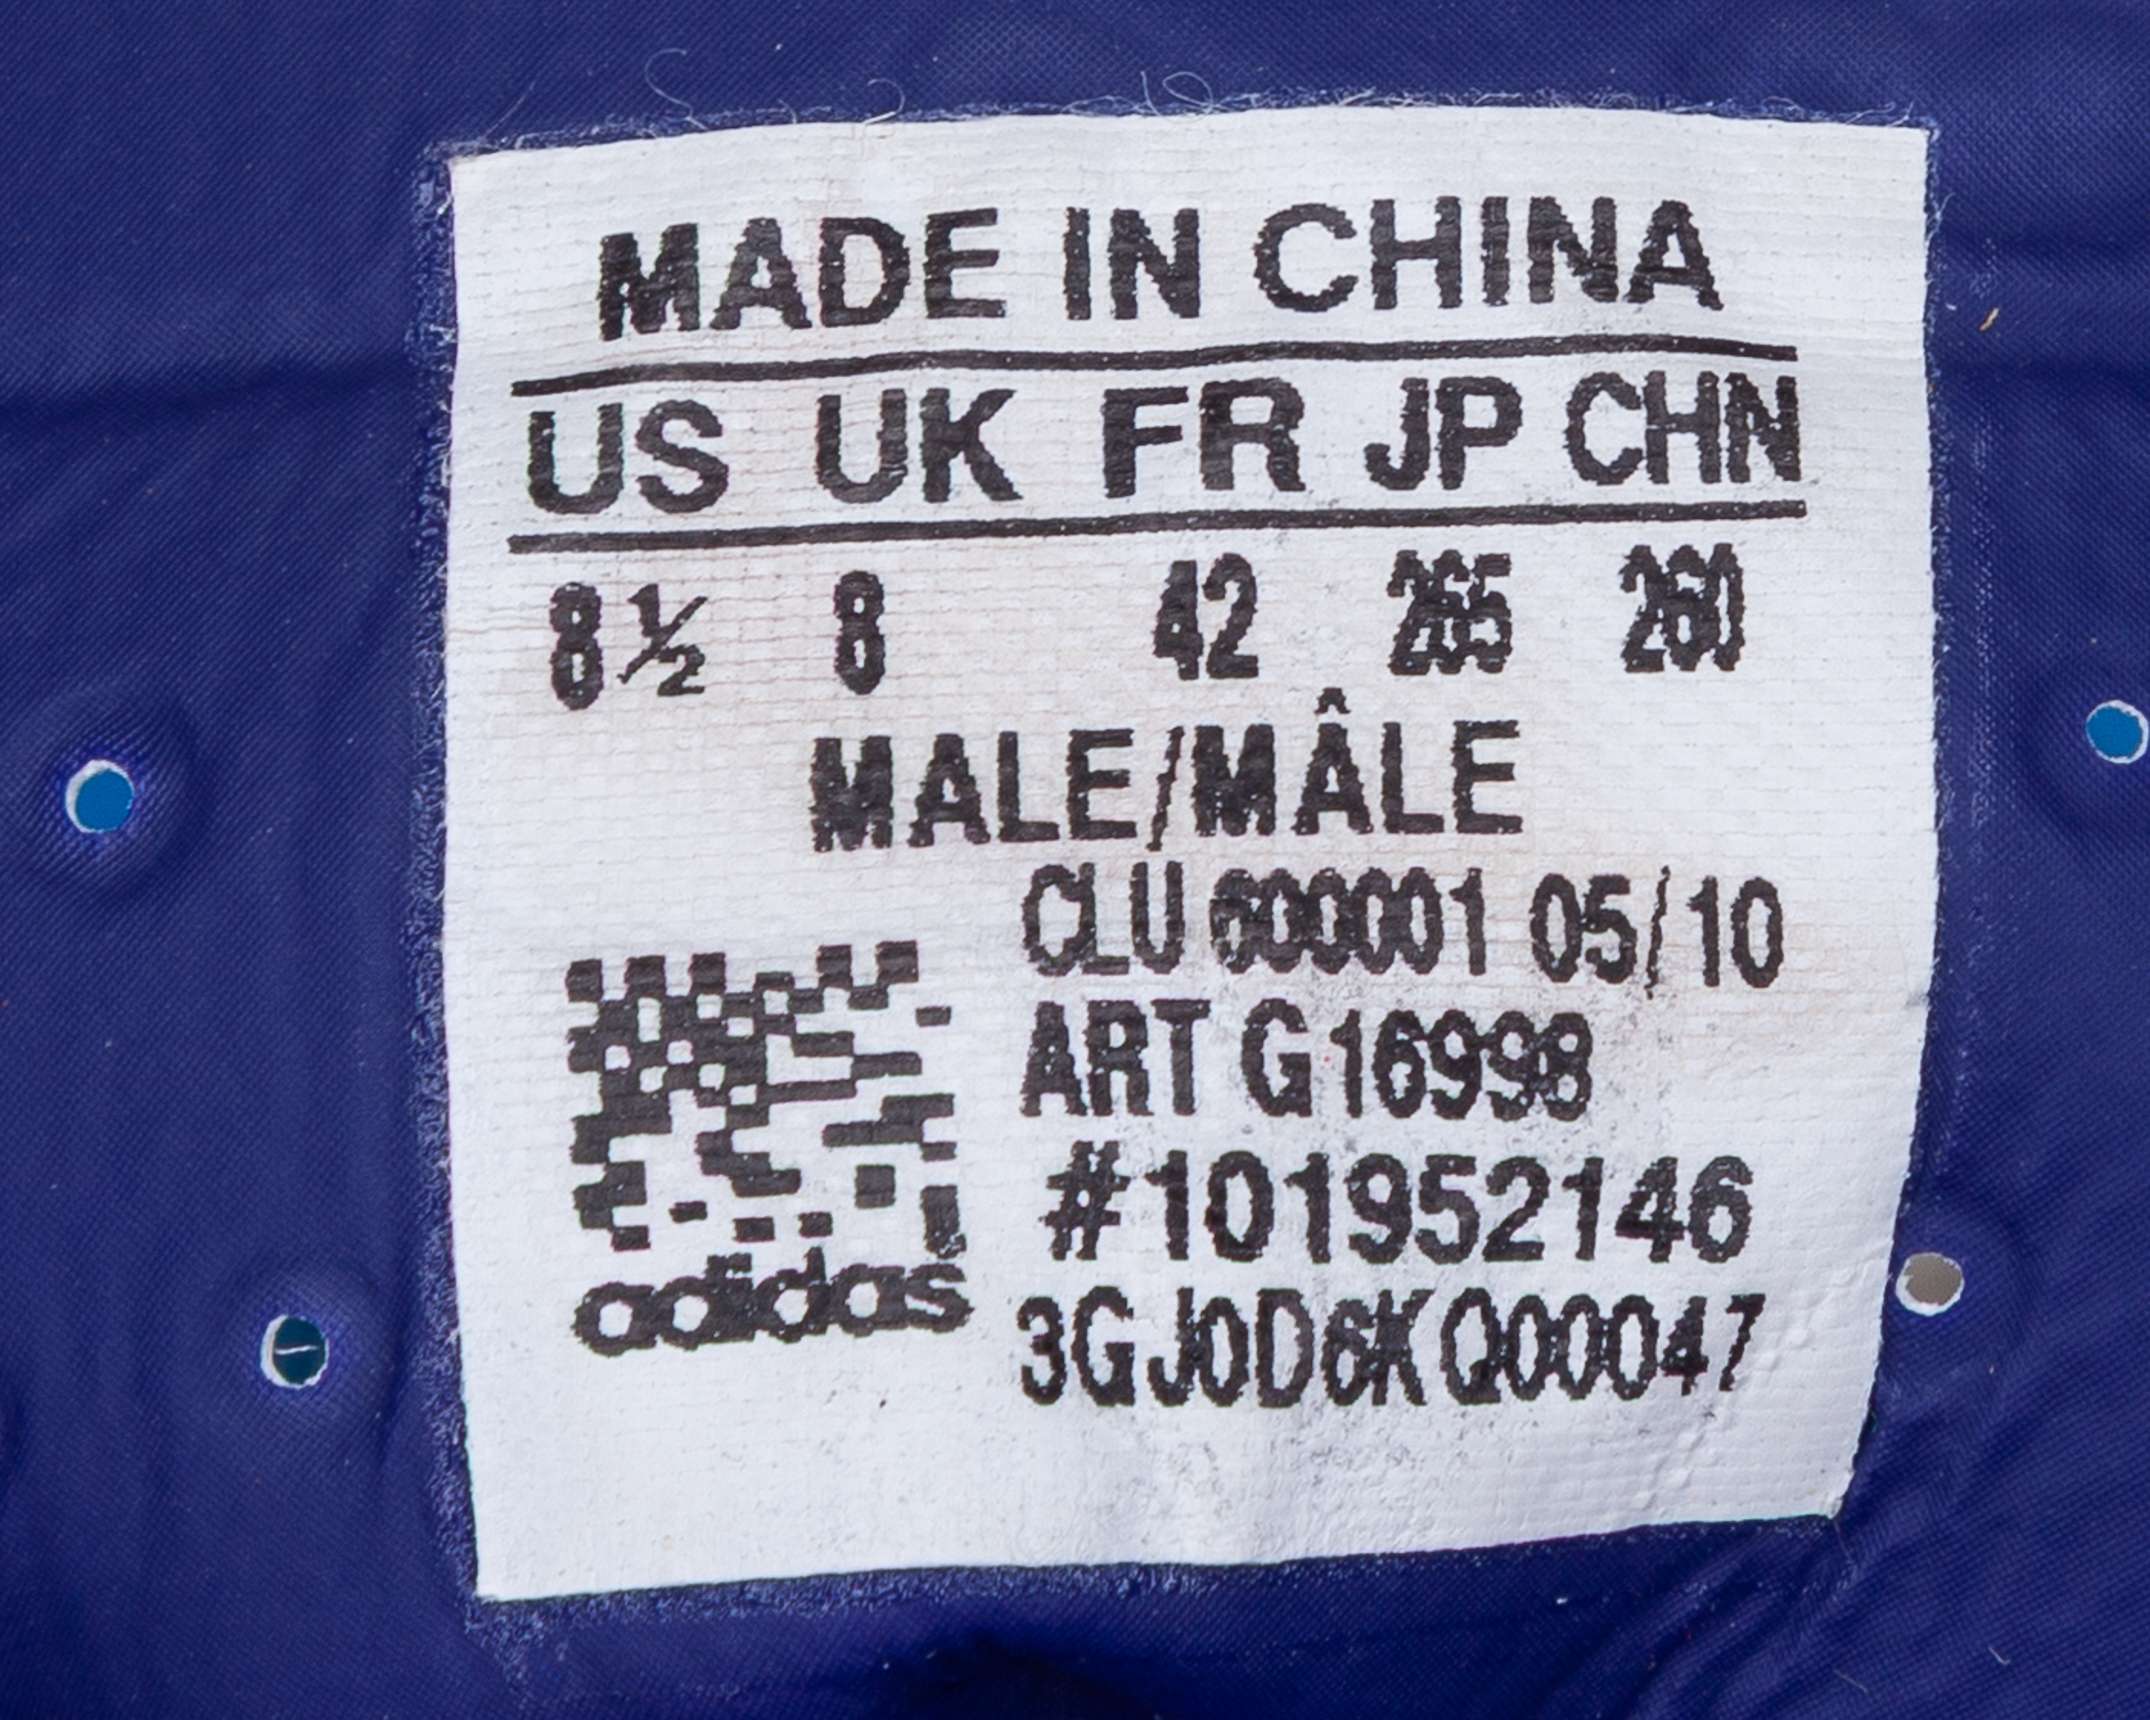 MADE IN CHINA
US UK FR JP CHN
8½ 8 42 265 260
MALE/MÂLE
CLU 600001 05/10
ART G16998
#101952146
adidas
3GJ0D6KQ00047